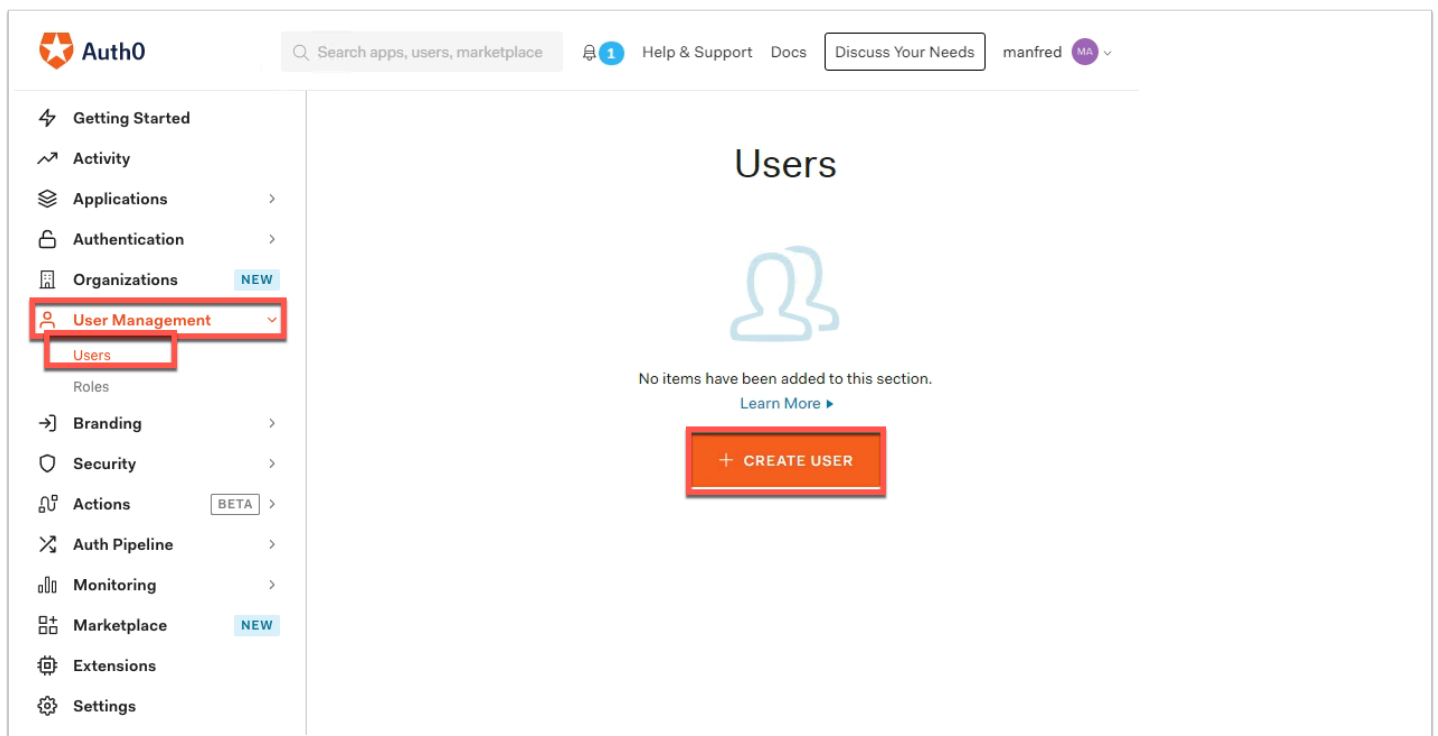 Auth0
Search apps, users, marketplace
1
Help & Support
Docs
Discuss Your Needs
manfred
MA
Getting Started
Activity
Applications
Authentication
Organizations NEW
User Management
Users
Roles
Branding
Security
Actions BETA
Auth Pipeline
Monitoring
Marketplace NEW
Extensions
Settings
Users
No items have been added to this section.
Learn More
+ CREATE USER